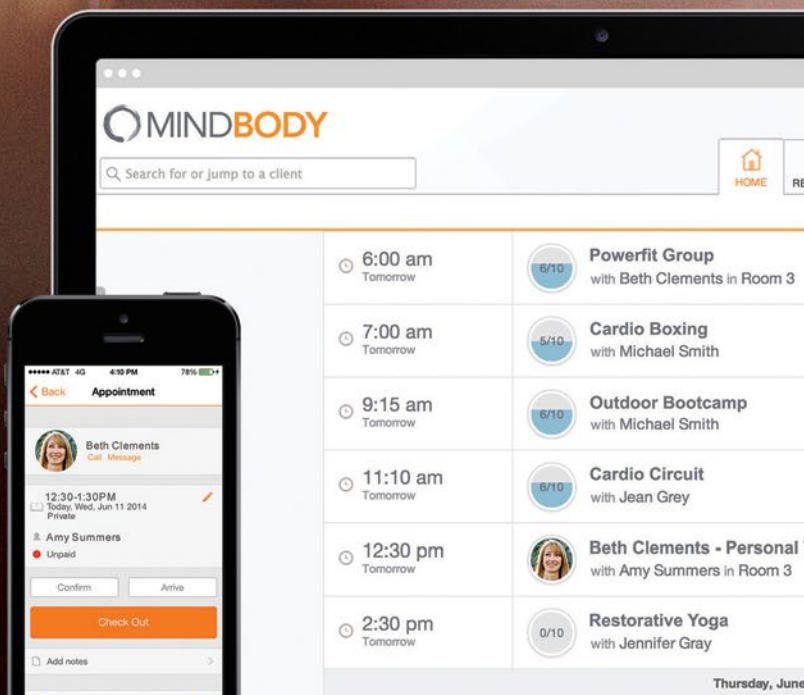 MINDBODY
Search for or jump to a client
HOME
6:00 am
Tomorrow
6/10
Powerfit Group
with Beth Clements in Room 3
7:00 am
Tomorrow
5/10
Cardio Boxing
with Michael Smith
9:15 am
Tomorrow
6/10
Outdoor Bootcamp
with Michael Smith
11:10 am
Tomorrow
6/10
Cardio Circuit
with Jean Grey
12:30 pm
Tomorrow
Beth Clements - Personal
with Amy Summers in Room 3
2:30 pm
Tomorrow
0/10
Restorative Yoga
with Jennifer Gray
Thursday, June
AT&T 4G 4:10 PM 78%
Back Appointment
Beth Clements
Call Message
12:30-1:30PM
Today, Wed, Jun 11 2014
Private
Amy Summers
Unpaid
Confirm Arrive
Check Out
Add notes